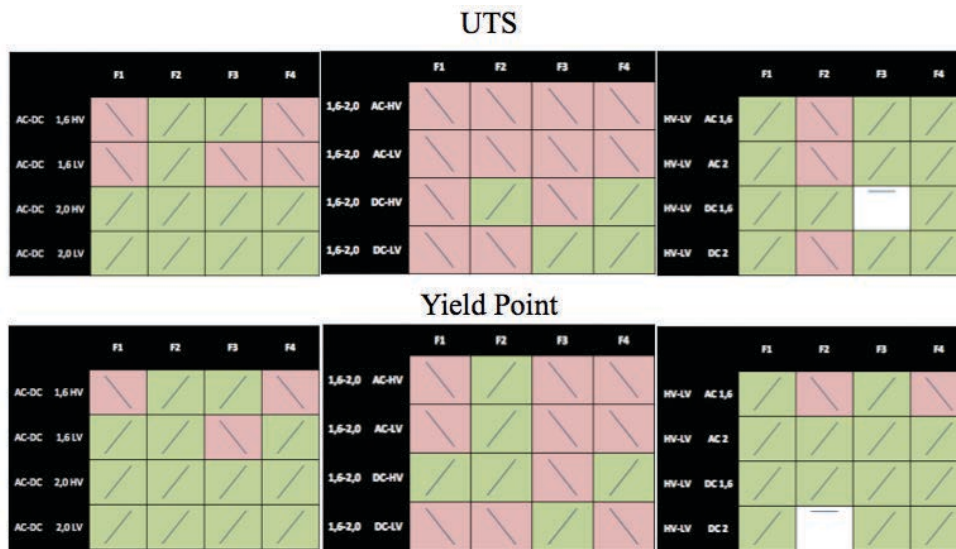 UTS
F1 F2 F3 F4
AC-DC 1,6 HV
AC-DC 1,6 LV
AC-DC 2,0 HV
AC-DC 2,0 LV
F1 F2 F3 F4
1,6-2,0 AC-HV
1,6-2,0 AC-LV
1,6-2,0 DC-HV
1,6-2,0 DC-LV
F1 F2 F3 F4
HV-LV AC 1,6
HV-LV AC 2
HV-LV DC 1,6
HV-LV DC 2
Yield Point
F1 F2 F3 F4
AC-DC 1,6 HV
AC-DC 1,6 LV
AC-DC 2,0 HV
AC-DC 2,0 LV
F1 F2 F3 F4
1,6-2,0 AC-HV
1,6-2,0 AC-LV
1,6-2,0 DC-HV
1,6-2,0 DC-LV
F1 F2 F3 F4
HV-LV AC 1,6
HV-LV AC 2
HV-LV DC 1,6
HV-LV DC 2